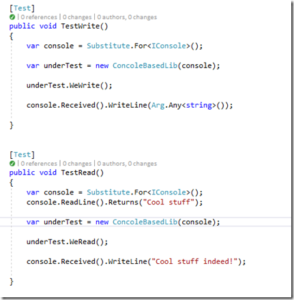 [Test]
| 0 references | 0 changes | 0 authors, 0 changes
public void TestWrite()
{
var console = Substitute.For<IConsole>();
var underTest = new ConcoleBasedLib(console);
underTest.WeWrite();
console.Received().WriteLine(Arg.Any<string>());
}
[Test]
| 0 references | 0 changes | 0 authors, 0 changes
public void TestRead()
{
var console = Substitute.For<IConsole>();
console.ReadLine().Returns("Cool stuff");
var underTest = new ConcoleBasedLib(console);
underTest.WeRead();
console.Received().WriteLine("Cool stuff indeed!");
}